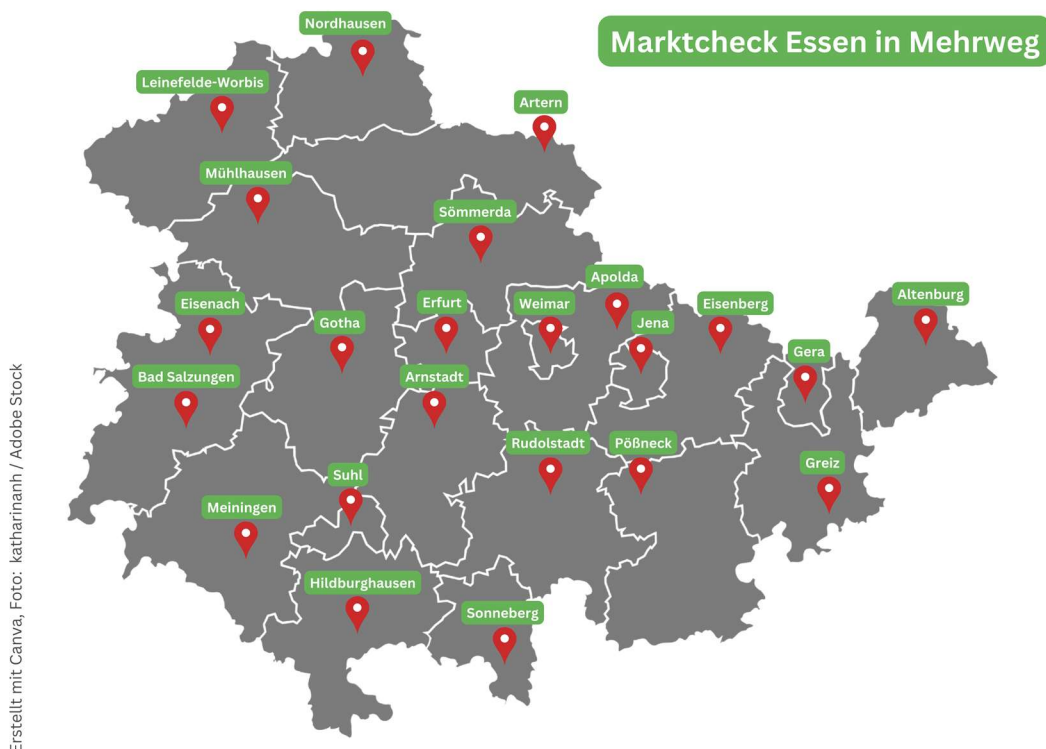 Marktcheck Essen in Mehrweg
Nordhausen
Leinefelde-Worbis
Artern
Mühlhausen
Sömmerda
Apolda
Eisenach
Gotha
Erfurt
Weimar
Jena
Eisenberg
Altenburg
Gera
Bad Salzungen
Arnstadt
Rudolstadt
Pößneck
Greiz
Suhl
Meiningen
Hildburghausen
Sonneberg
Erstellt mit Canva, Foto: katharinanh / Adobe Stock